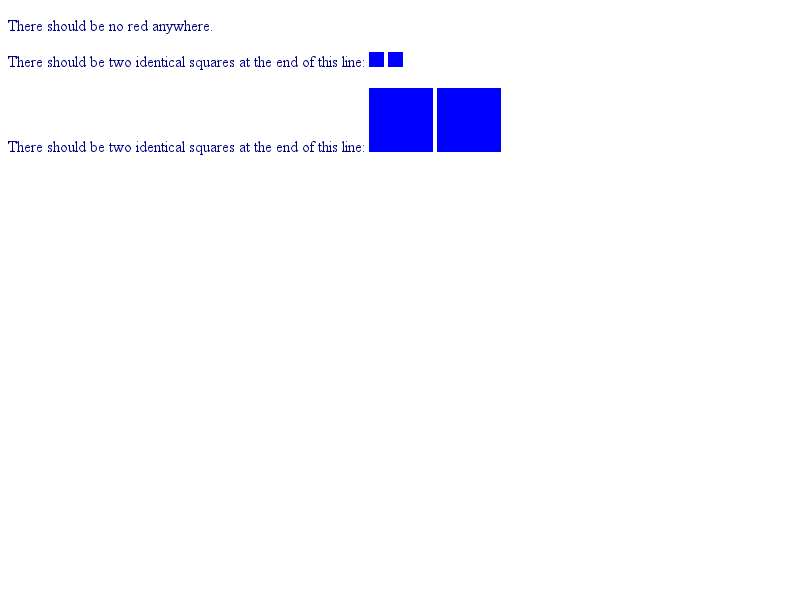 There should be no red anywhere.
There should be two identical squares at the end of this line:
There should be two identical squares at the end of this line: